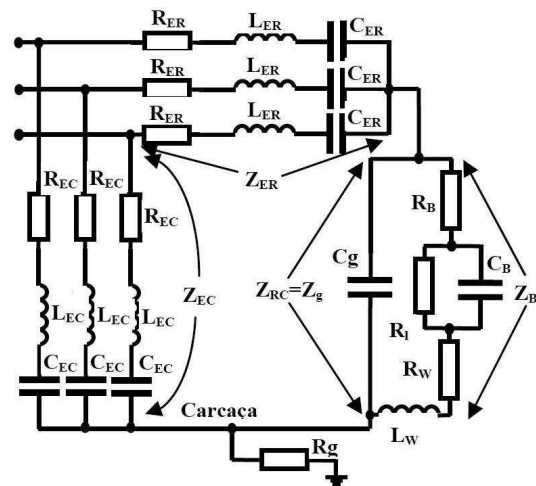 R_ER L_ER C_ER
R_ER L_ER C_ER
R_ER L_ER C_ER
Z_ER
R_EC R_EC R_EC
R_B
Z_EC
Cg
Z_RC=Z_g
C_B
Z_B
L_EC L_EC L_EC
R_l
C_EC C_EC C_EC
R_W
Carcaça
L_W
Rg